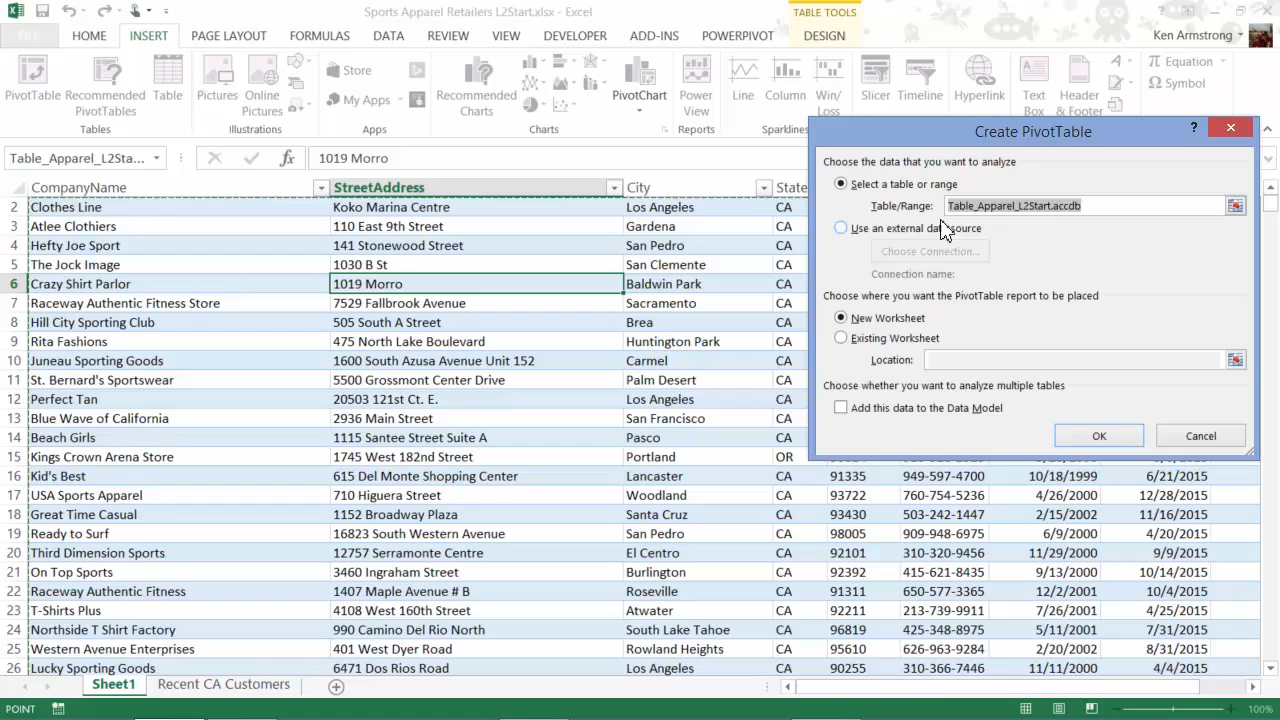 Sports Apparel Retailers L2Start.xlsx - Excel
TABLE TOOLS
HOME INSERT PAGE LAYOUT FORMULAS DATA REVIEW VIEW DEVELOPER ADD-INS POWERPIVOT DESIGN Ken Armstrong
PivotTable Recommended PivotTables Table
Pictures Online Pictures
Store
My Apps
Recommended Charts
PivotChart
Power View
Line Column Win/Loss
Slicer Timeline
Hyperlink
Text Box Header & Footer
Equation
Symbol
Tables Illustrations Apps Charts Reports Sparklines
Table_Apparel_L2Sta... fx 1019 Morro
CompanyName StreetAddress City State
2 Clothes Line Koko Marina Centre Los Angeles CA
3 Atlee Clothiers 110 East 9th Street Gardena CA
4 Hefty Joe Sport 141 Stonewood Street San Pedro CA
5 The Jock Image 1030 B St San Clemente CA
6 Crazy Shirt Parlor 1019 Morro Baldwin Park CA
7 Raceway Authentic Fitness Store 7529 Fallbrook Avenue Sacramento CA
8 Hill City Sporting Club 505 South A Street Brea CA
9 Rita Fashions 475 North Lake Boulevard Huntington Park CA
10 Juneau Sporting Goods 1600 South Azusa Avenue Unit 152 Carmel CA
11 St. Bernard's Sportswear 5500 Grossmont Center Drive Palm Desert CA
12 Perfect Tan 20503 121st Ct. E. Los Angeles CA
13 Blue Wave of California 2936 Main Street San Francisco CA
14 Beach Girls 1115 Santee Street Suite A Pasco CA
15 Kings Crown Arena Store 1745 West 182nd Street Portland OR
16 Kid's Best 615 Del Monte Shopping Center Lancaster CA 91335 949-597-4700 10/18/1999 6/21/2015
17 USA Sports Apparel 710 Higuera Street Woodland CA 93722 760-754-5236 4/26/2000 12/28/2015
18 Great Time Casual 1152 Broadway Plaza Santa Cruz CA 93430 503-242-1447 2/15/2002 11/16/2015
19 Ready to Surf 16823 South Western Avenue San Pedro CA 98005 909-948-6975 6/9/2000 4/26/2015
20 Third Dimension Sports 12757 Serramonte Centre El Centro CA 92101 310-320-9456 11/29/2000 9/9/2015
21 On Top Sports 3460 Ingraham Street Burlington CA 92392 415-621-8435 9/13/2000 10/14/2015
22 Raceway Authentic Fitness 1407 Maple Avenue # B Roseville CA 91311 650-577-3365 12/2/2001 10/4/2015
23 T-Shirts Plus 4108 West 160th Street Atwater CA 92211 213-739-9911 7/26/2001 4/25/2015
24 Northside T Shirt Factory 990 Camino Del Rio North South Lake Tahoe CA 96819 425-348-8975 5/11/2001 7/31/2015
25 Western Avenue Enterprises 401 West Dyer Road Rowland Heights CA 95610 626-963-9284 2/2/2001 8/31/2015
26 Lucky Sporting Goods 6471 Dos Rios Road Los Angeles CA 90255 310-366-7446 11/11/2000 4/4/2015
Create PivotTable
Choose the data that you want to analyze
Select a table or range
Table/Range: Table_Apparel_L2Start.accdb
Use an external data source
Choose Connection...
Connection name:
Choose where you want the PivotTable report to be placed
New Worksheet
Existing Worksheet
Location:
Choose whether you want to analyze multiple tables
Add this data to the Data Model
OK Cancel
Sheet1 Recent CA Customers
POINT 100%